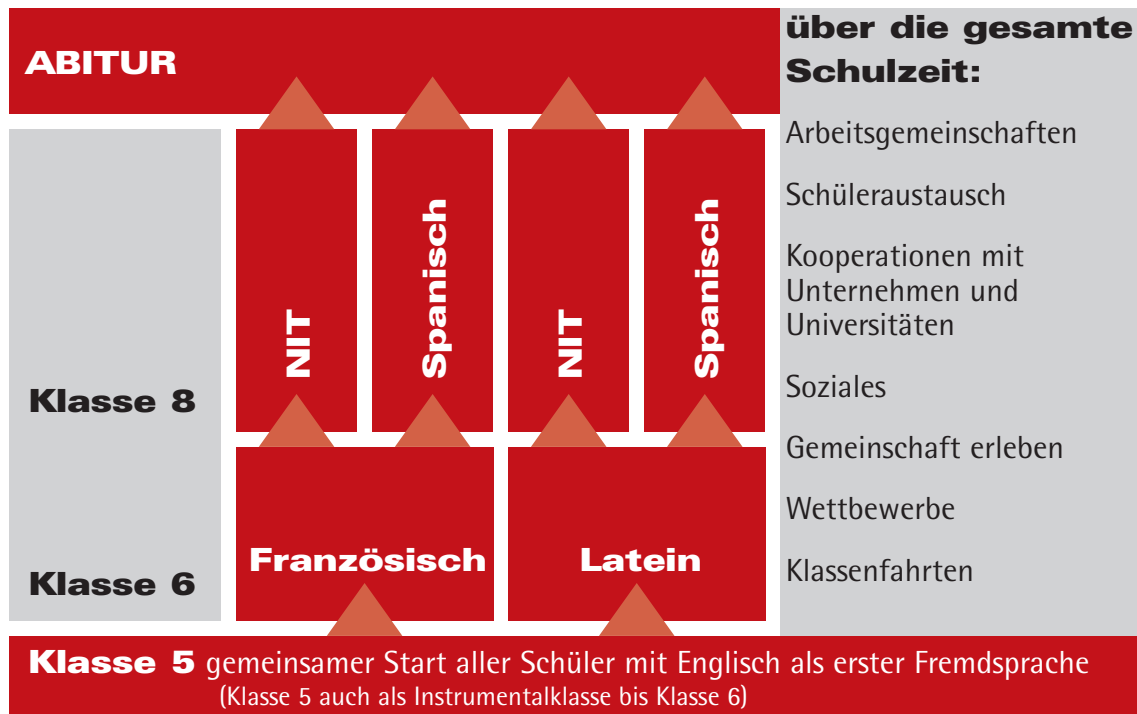 ABITUR
NIT
Spanisch
NIT
Spanisch
Klasse 8
Französisch
Latein
Klasse 6
Klasse 5 gemeinsamer Start aller Schüler mit Englisch als erster Fremdsprache
(Klasse 5 auch als Instrumentalklasse bis Klasse 6)
über die gesamte
Schulzeit:
Arbeitsgemeinschaften
Schüleraustausch
Kooperationen mit
Unternehmen und
Universitäten
Soziales
Gemeinschaft erleben
Wettbewerbe
Klassenfahrten